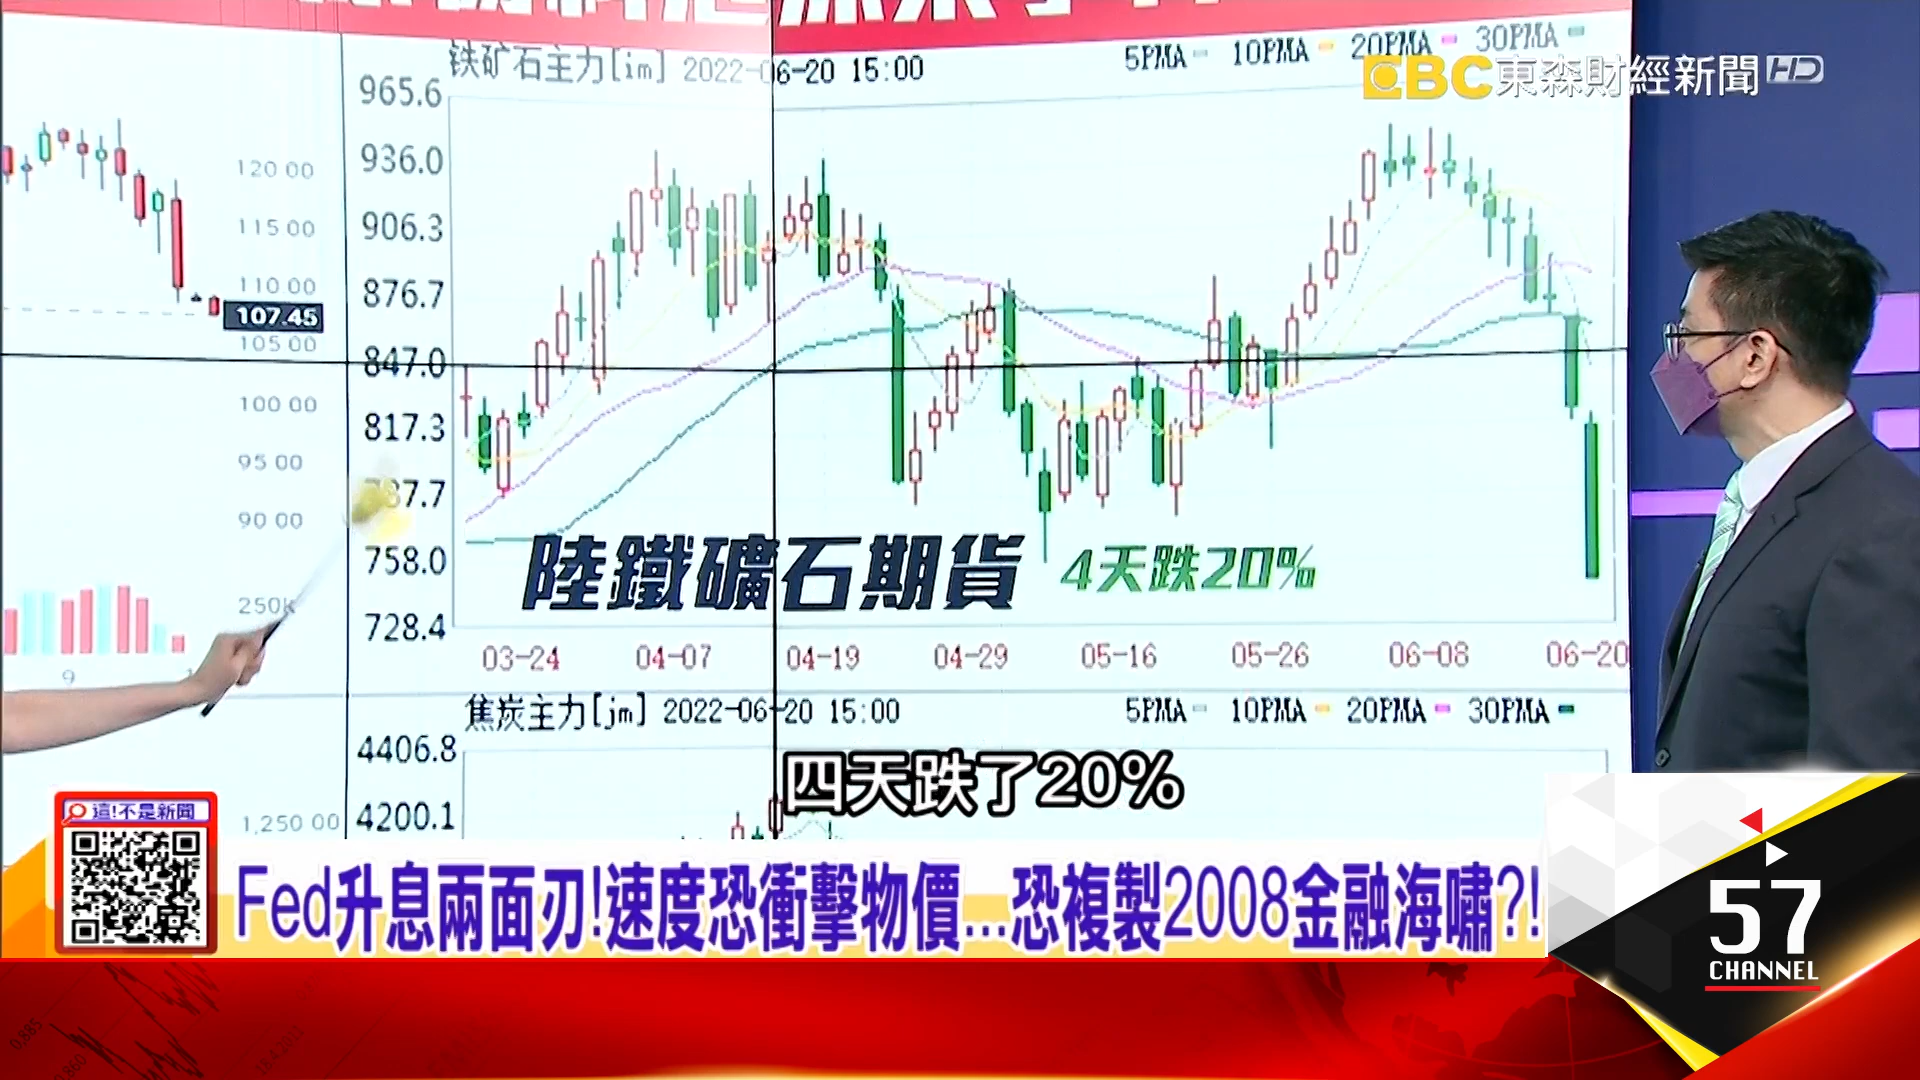 铁矿石主力[im] 2022-06-20 15:00
5PMA 10PMA 20PMA 30PMA
EBC東森財經新聞HD
965.6
936.0
906.3
876.7
847.0
817.3
758.0
728.4
120 00
115 00
110 00
107.45
105 00
100 00
95 00
90 00
250K
9
1,250 00
陸鐵礦石期貨 4天跌20%
03-24 04-07 04-19 04-29 05-16 05-26 06-08 06-20
焦炭主力[jm] 2022-06-20 15:00
5PMA 10PMA 20PMA 30PMA
4406.8
4200.1
四天跌了20%
這!不是新聞
Fed升息兩面刃!速度恐衝擊物價...恐複製2008金融海嘯?!
57
CHANNEL